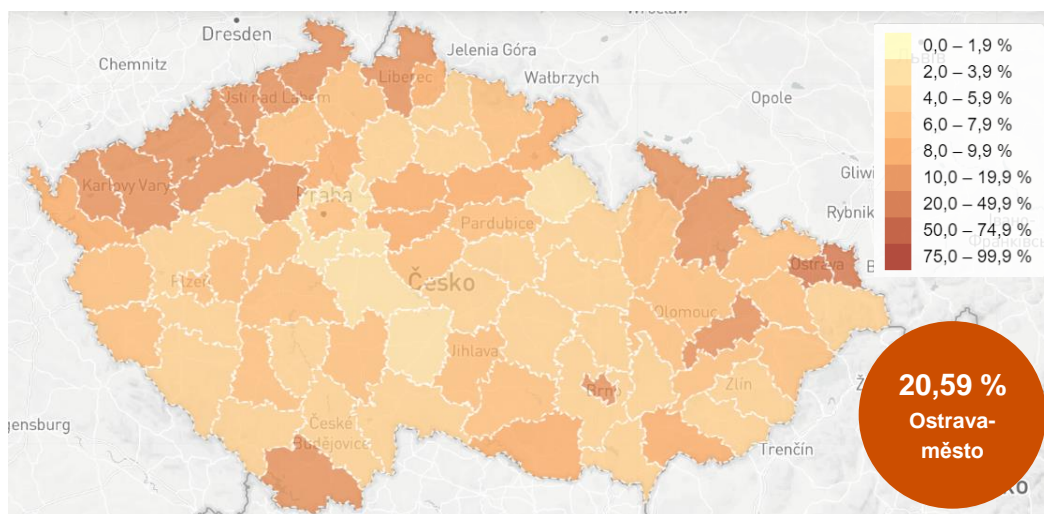 Wrocław
Dresden
Chemnitz
Jelenia Góra
Wałbrzych
Opole
Liberec
Ústí nad Labem
Karlovy Vary
Praha
Pardubice
Plzeň
Česko
Jihlava
Olomouc
Ostrava
Rybnik
Brno
Zlín
České
Budějovice
Trenčín
gensburg
0,0 – 1,9 %
2,0 – 3,9 %
4,0 – 5,9 %
6,0 – 7,9 %
8,0 – 9,9 %
10,0 – 19,9 %
20,0 – 49,9 %
50,0 – 74,9 %
75,0 – 99,9 %
20,59 %
Ostrava-
město